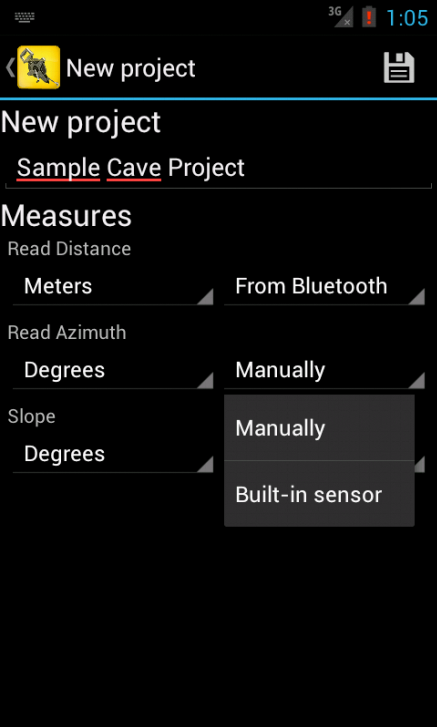 3G 1:05
New project
New project
Sample Cave Project
Measures
Read Distance
Meters From Bluetooth
Read Azimuth
Degrees Manually
Slope
Manually
Degrees
Built-in sensor